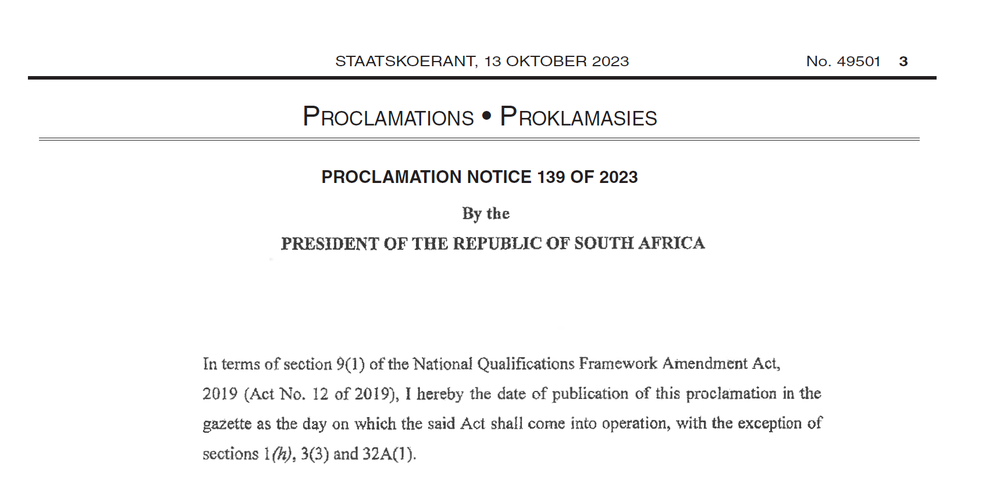 STAATSKOERANT, 13 OKTOBER 2023 No. 49501 3
PROCLAMATIONS • PROKLAMASIES
PROCLAMATION NOTICE 139 OF 2023
By the
PRESIDENT OF THE REPUBLIC OF SOUTH AFRICA
In terms of section 9(1) of the National Qualifications Framework Amendment Act,
2019 (Act No. 12 of 2019), I hereby the date of publication of this proclamation in the
gazette as the day on which the said Act shall come into operation, with the exception of
sections 1(h), 3(3) and 32A(1).